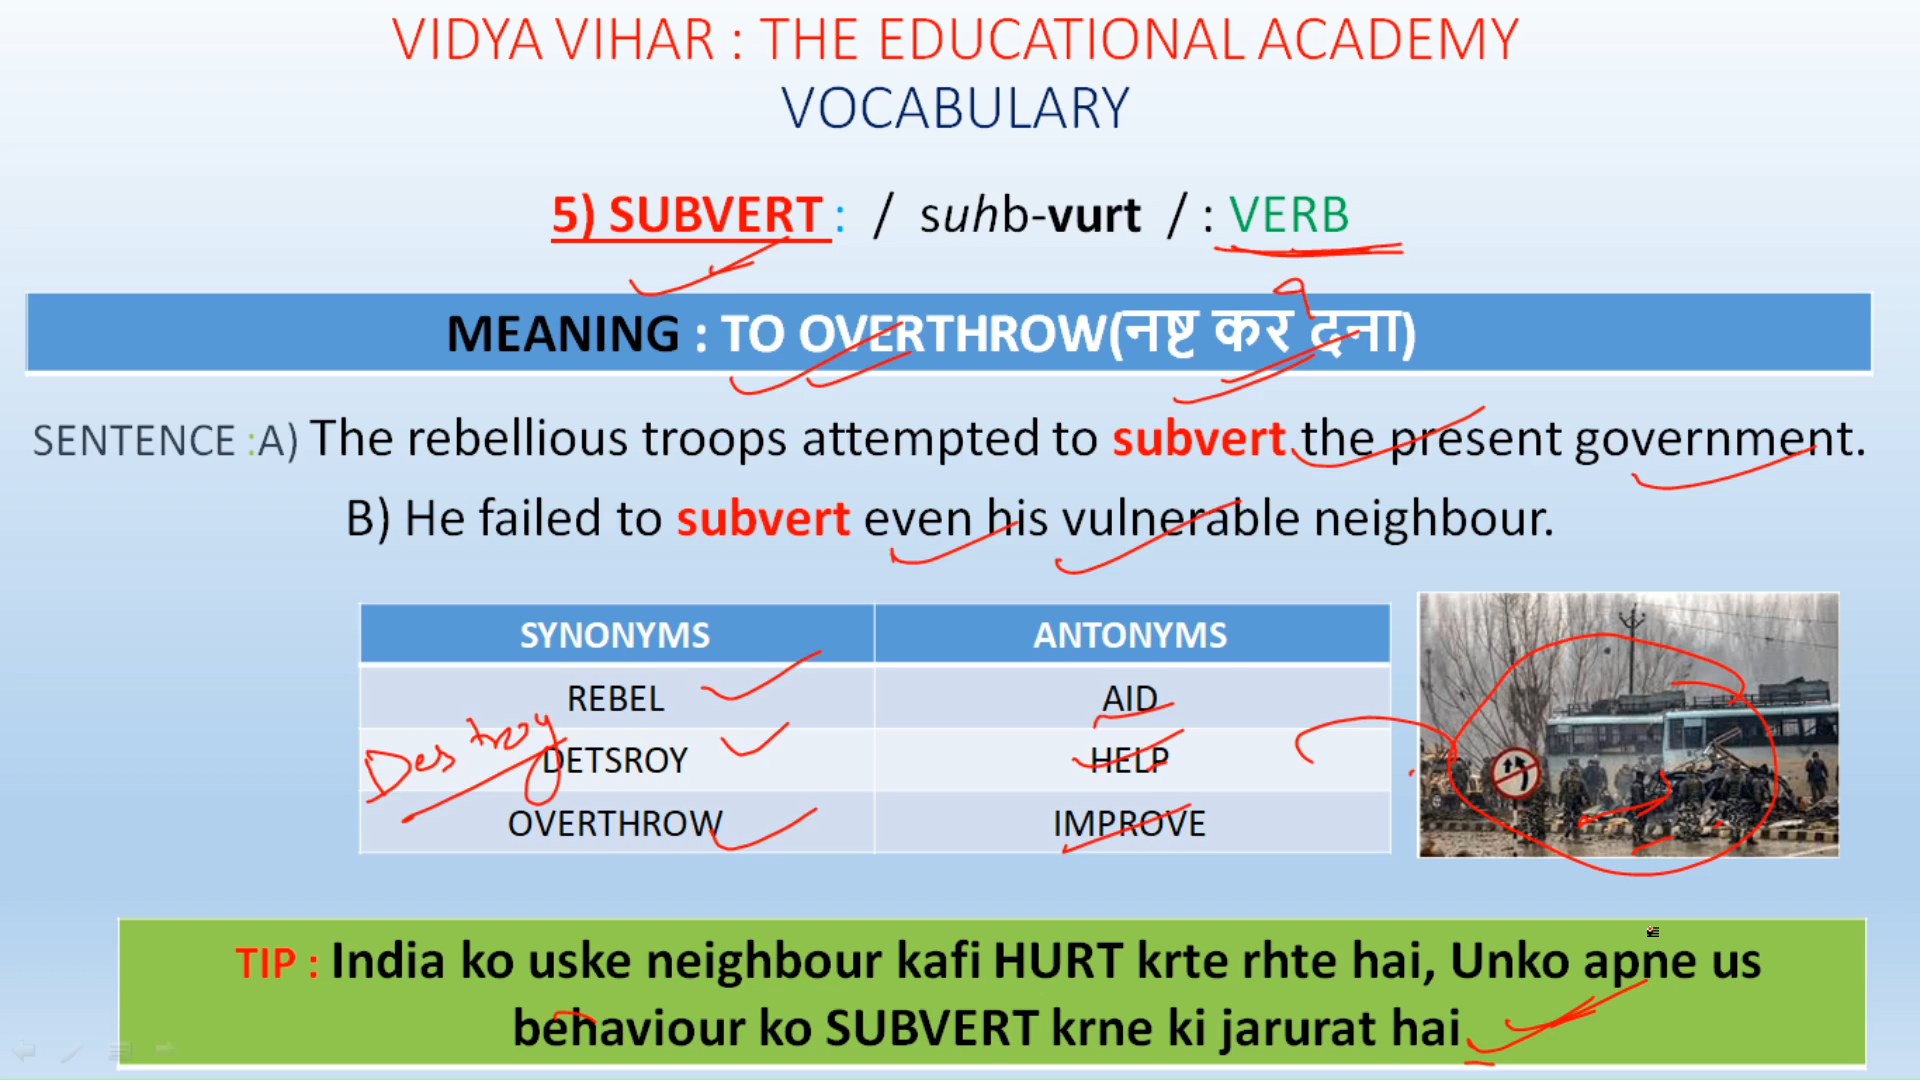 VIDYA VIHAR : THE EDUCATIONAL ACADEMY
VOCABULARY
5) SUBVERT : / suhb-vurt / : VERB
MEANING : TO OVERTHROW(नष्ट कर दना)
SENTENCE :A) The rebellious troops attempted to subvert the present government.
B) He failed to subvert even his vulnerable neighbour.
SYNONYMS ANTONYMS
REBEL AID
Destroy DETSROY HELP
OVERTHROW IMPROVE
TIP : India ko uske neighbour kafi HURT krte rhte hai, Unko apne us
behaviour ko SUBVERT krne ki jarurat hai